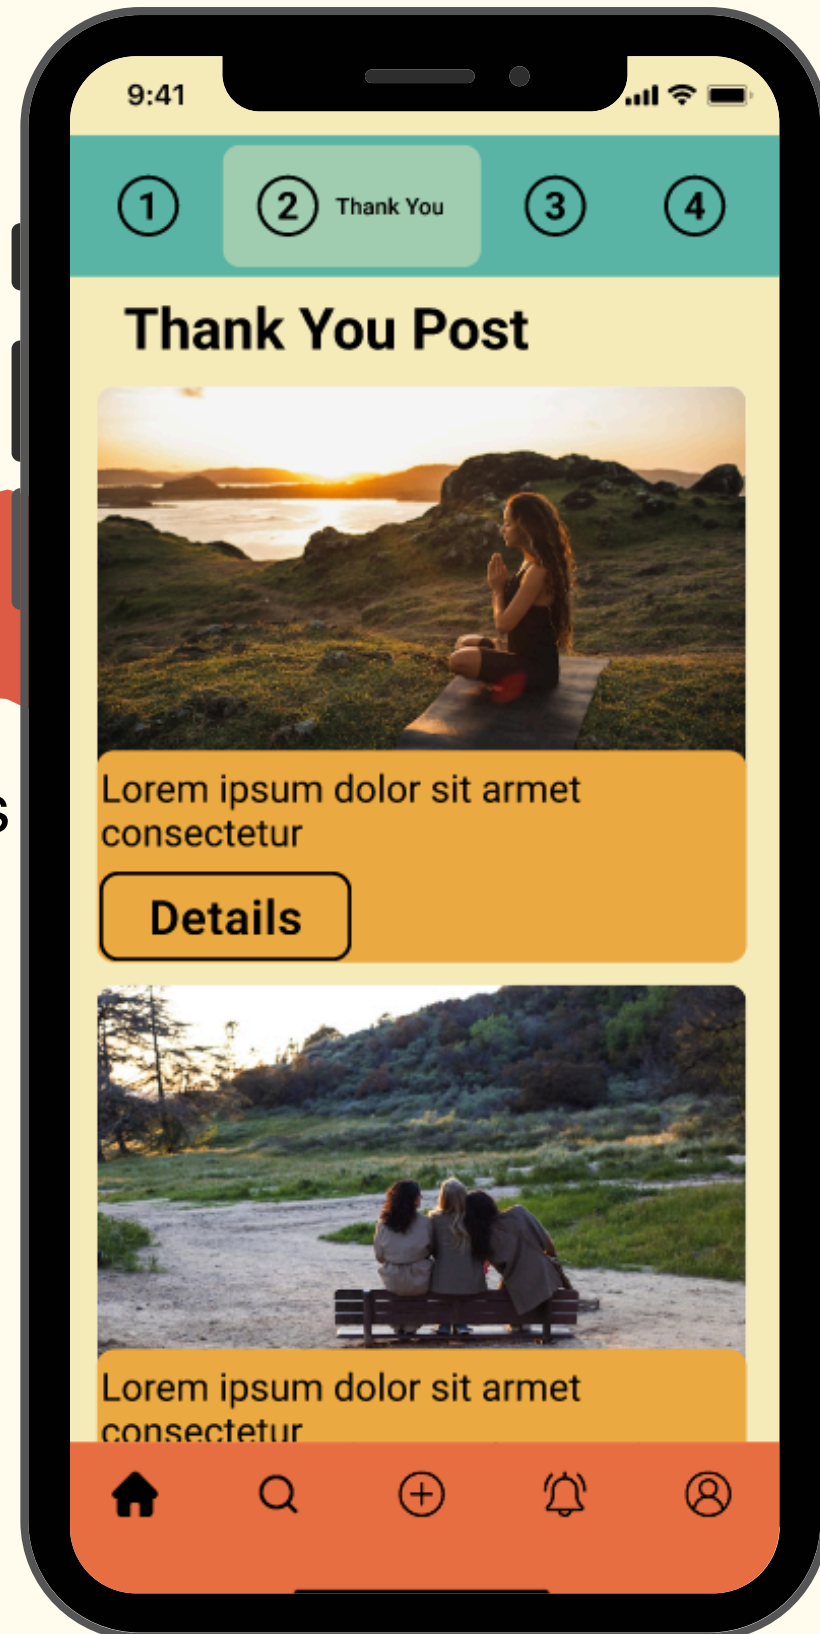 9:41
1
2 Thank You
3
4
Thank You Post
Lorem ipsum dolor sit armet
consectetur
Details
Lorem ipsum dolor sit armet
consectetur
s